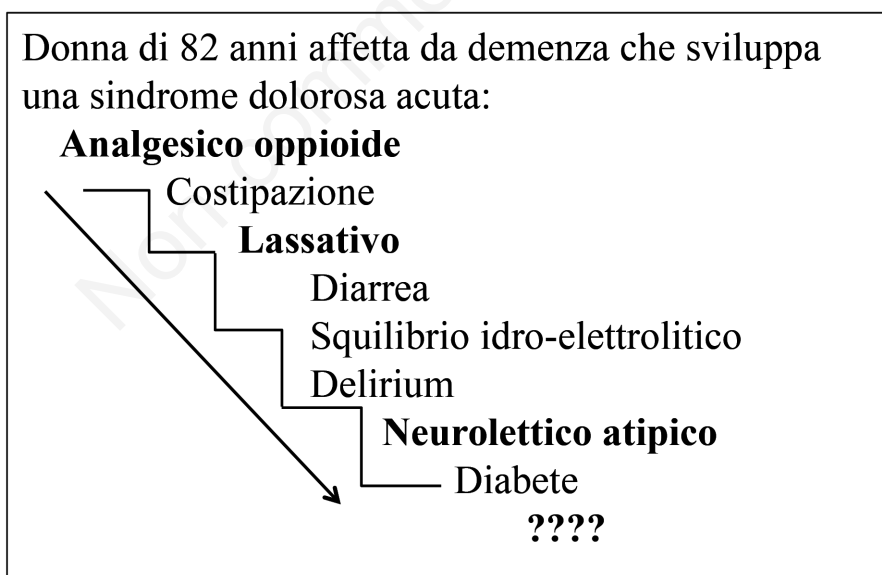 Donna di 82 anni affetta da demenza che sviluppa
una sindrome dolorosa acuta:
Analgesico oppioide
Costipazione
Lassativo
Diarrea
Squilibrio idro-elettrolitico
Delirium
Neurolettico atipico
Diabete
????